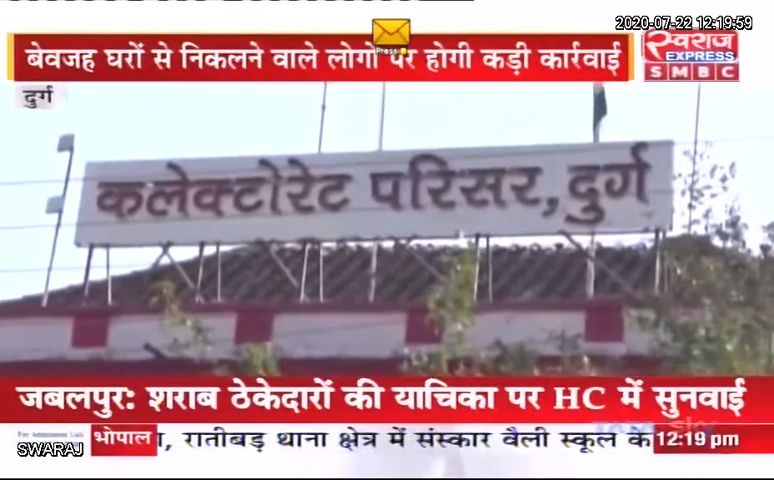 2020-07-22 12:19:59
बेवजह घरों से निकलने वाले लोगों पर होगी कड़ी कार्रवाई
Press
स्वराज
EXPRESS
SMBC
दुर्ग
कलेक्टोरेट परिसर, दुर्ग
जबलपुर: शराब ठेकेदारों की याचिका पर HC में सुनवाई
SWARAJ
भोपाल
, रातीबड़ थाना क्षेत्र में संस्कार वैली स्कूल के
12:19 pm